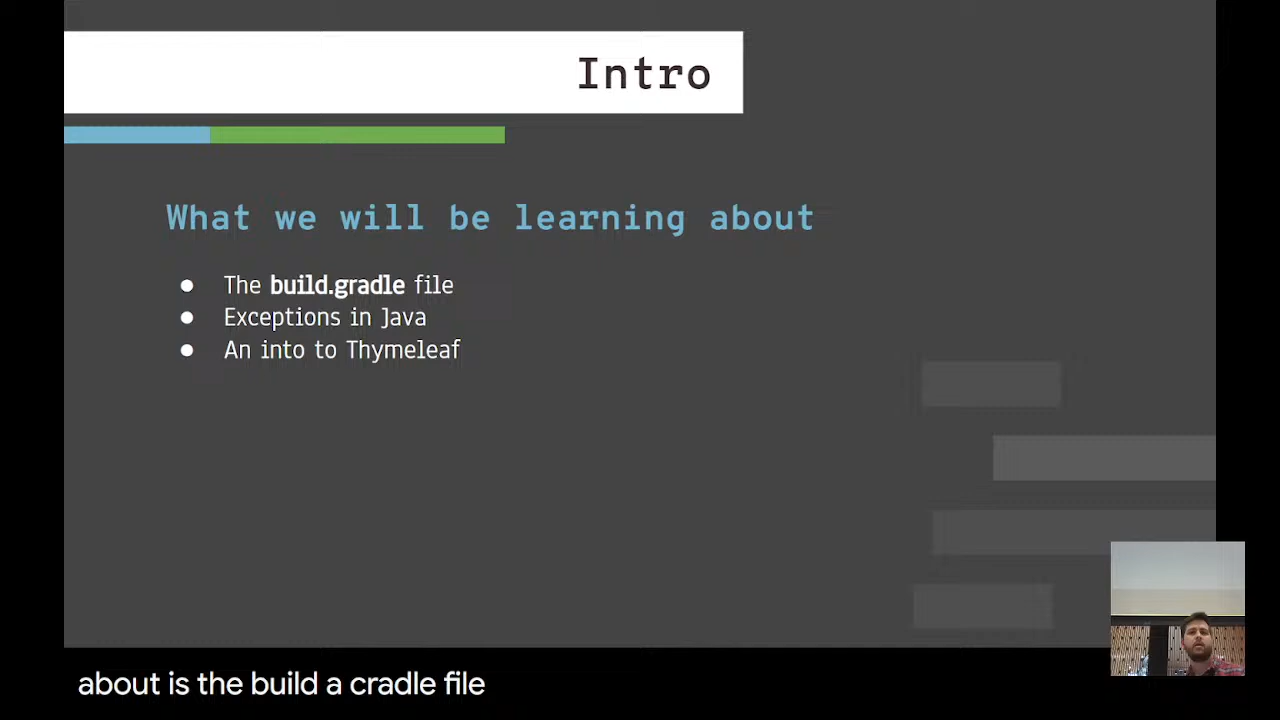 Intro
What we will be learning about
● The build.gradle file
● Exceptions in Java
● An into to Thymeleaf
about is the build a cradle file